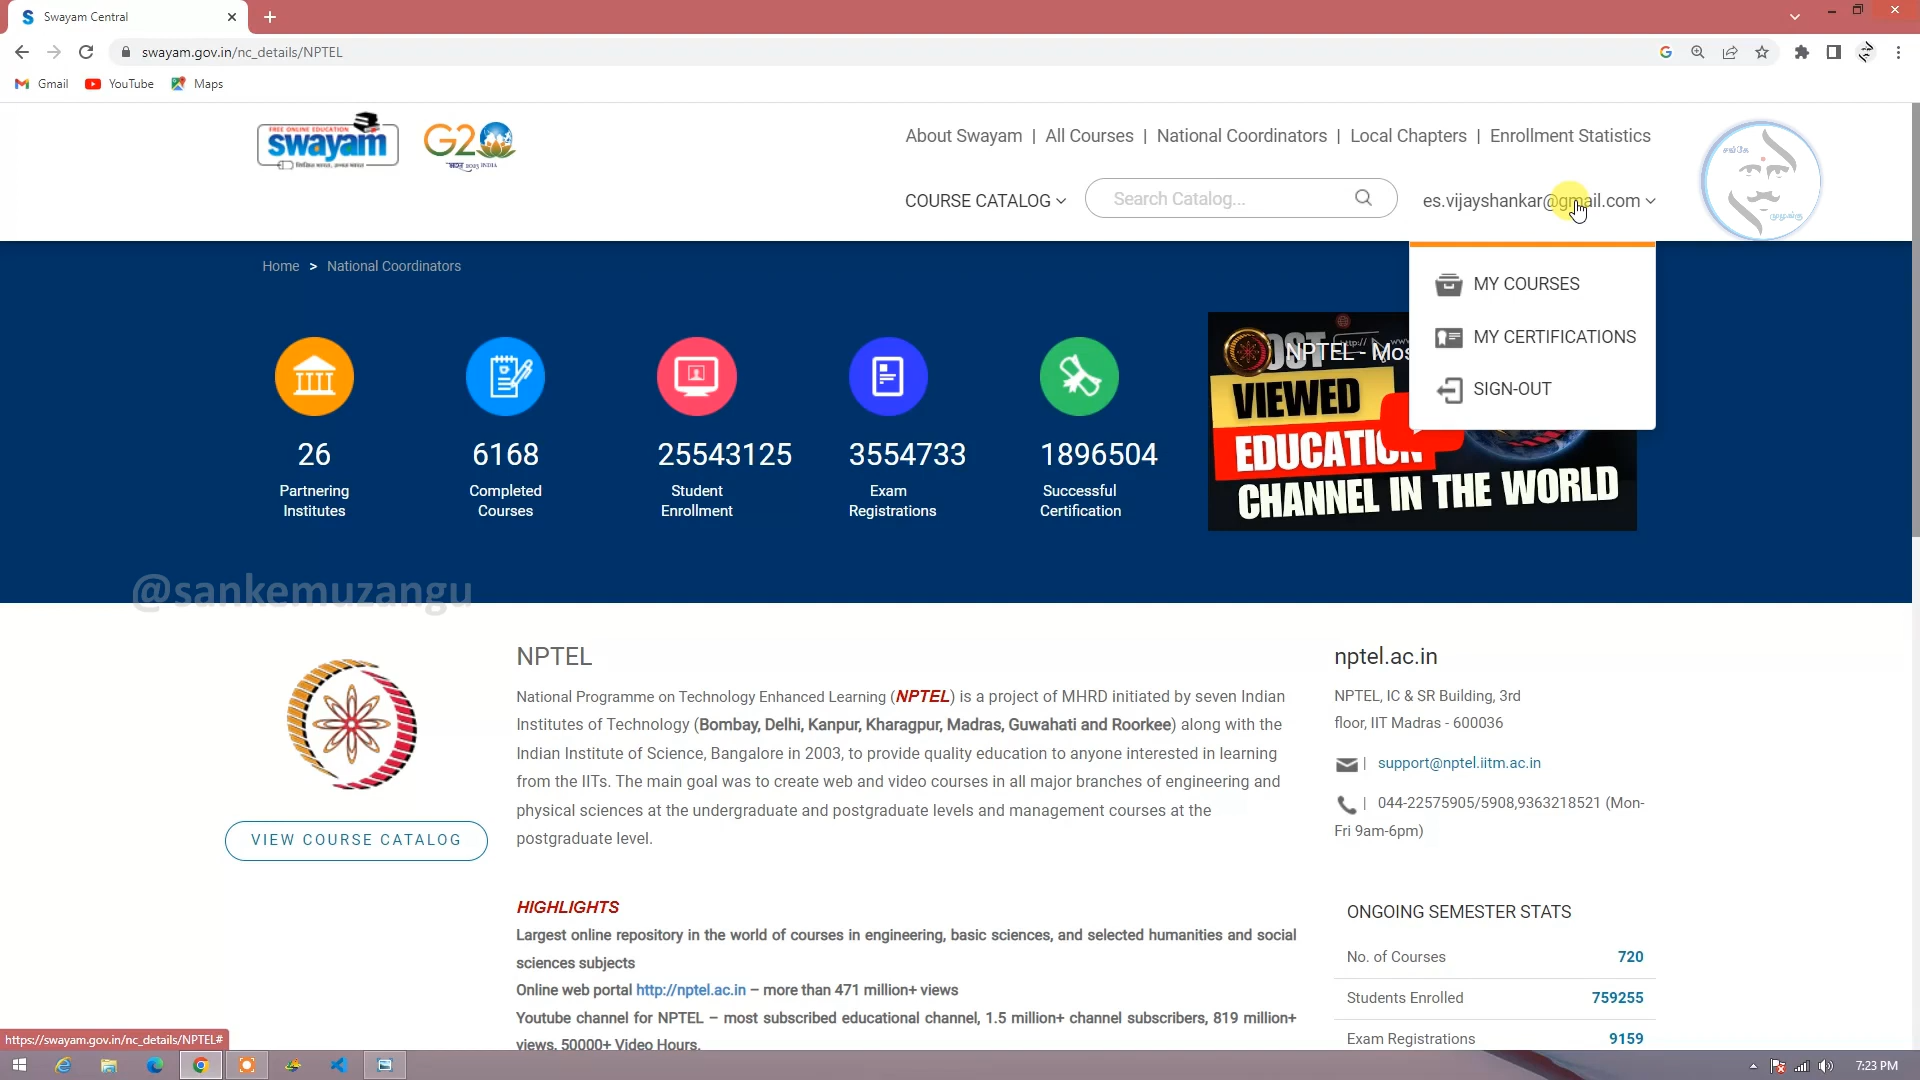 Swayam Central
swayam.gov.in/nc_details/NPTEL
Gmail
YouTube
Maps
FREE ONLINE EDUCATION
swayam
G20
About Swayam | All Courses | National Coordinators | Local Chapters | Enrollment Statistics
COURSE CATALOG
Search Catalog...
es.vijayshankar@gmail.com
சங்கே
முழங்கு
MY COURSES
MY CERTIFICATIONS
SIGN-OUT
Home > National Coordinators
26
Partnering
Institutes
6168
Completed
Courses
25543125
Student
Enrollment
3554733
Exam
Registrations
1896504
Successful
Certification
NPTEL - Mos
VIEWED
EDUCATION
CHANNEL IN THE WORLD
@sankemuzangu
NPTEL
National Programme on Technology Enhanced Learning (NPTEL) is a project of MHRD initiated by seven Indian
Institutes of Technology (Bombay, Delhi, Kanpur, Kharagpur, Madras, Guwahati and Roorkee) along with the
Indian Institute of Science, Bangalore in 2003, to provide quality education to anyone interested in learning
from the IITs. The main goal was to create web and video courses in all major branches of engineering and
physical sciences at the undergraduate and postgraduate levels and management courses at the
postgraduate level.
VIEW COURSE CATALOG
HIGHLIGHTS
Largest online repository in the world of courses in engineering, basic sciences, and selected humanities and social
sciences subjects
Online web portal http://nptel.ac.in – more than 471 million+ views
Youtube channel for NPTEL – most subscribed educational channel, 1.5 million+ channel subscribers, 819 million+
views, 50000+ Video Hours.
nptel.ac.in
NPTEL, IC & SR Building, 3rd
floor, IIT Madras - 600036
| support@nptel.iitm.ac.in
| 044-22575905/5908,9363218521 (Mon-
Fri 9am-6pm)
ONGOING SEMESTER STATS
No. of Courses 720
Students Enrolled 759255
Exam Registrations 9159
https://swayam.gov.in/nc_details/NPTEL#
7:23 PM